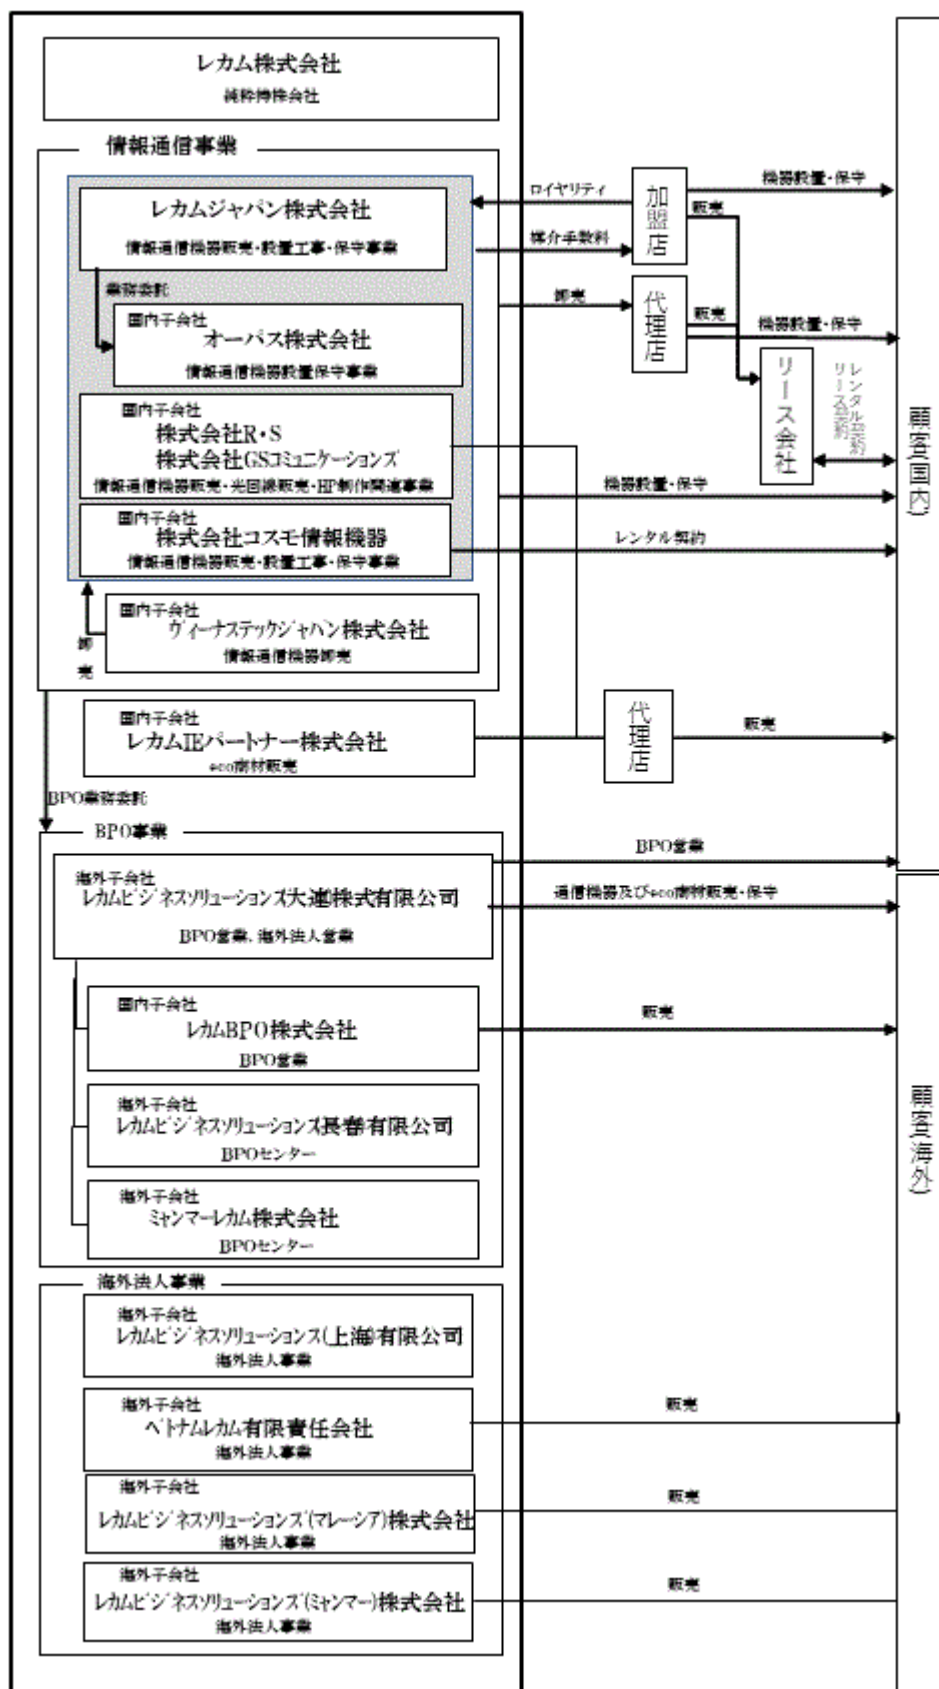 レカム株式会社
純粋持株会社
情報通信事業
レカムジャパン株式会社
情報通信機器販売・設置工事・保守事業
業務委託
国内子会社
オーパス株式会社
情報通信機器設置保守事業
国内子会社
株式会社R・S
株式会社GSコミュニケーションズ
情報通信機器販売・光回線販売・HP制作関連事業
国内子会社
株式会社コスモ情報機器
情報通信機器販売・設置工事・保守事業
国内子会社
ヴィーナステックジャパン株式会社
情報通信機器卸売
卸売
ロイヤリティ
媒介手数料
卸売
加盟店
代理店
販売
販売
機器設置・保守
機器設置・保守
リース会社
レンタル契約
リース契約
機器設置・保守
レンタル契約
顧客(国内)
国内子会社
レカムIEパートナー株式会社
eco商材販売
代理店
販売
BPO業務委託
BPO事業
海外子会社
レカムビジネスソリューションズ(大連)株式有限公司
BPO営業、海外法人営業
BPO営業
通信機器及びeco商材販売・保守
国内子会社
レカムBPO株式会社
BPO営業
販売
海外子会社
レカムビジネスソリューションズ(長春)有限公司
BPOセンター
海外子会社
ミャンマーレカム株式会社
BPOセンター
顧客(海外)
海外法人事業
海外子会社
レカムビジネスソリューションズ(上海)有限公司
海外法人事業
海外子会社
ベトナムレカム有限責任会社
海外法人事業
販売
海外子会社
レカムビジネスソリューションズ(マレーシア)株式会社
海外法人事業
販売
海外子会社
レカムビジネスソリューションズ(ミャンマー)株式会社
海外法人事業
販売